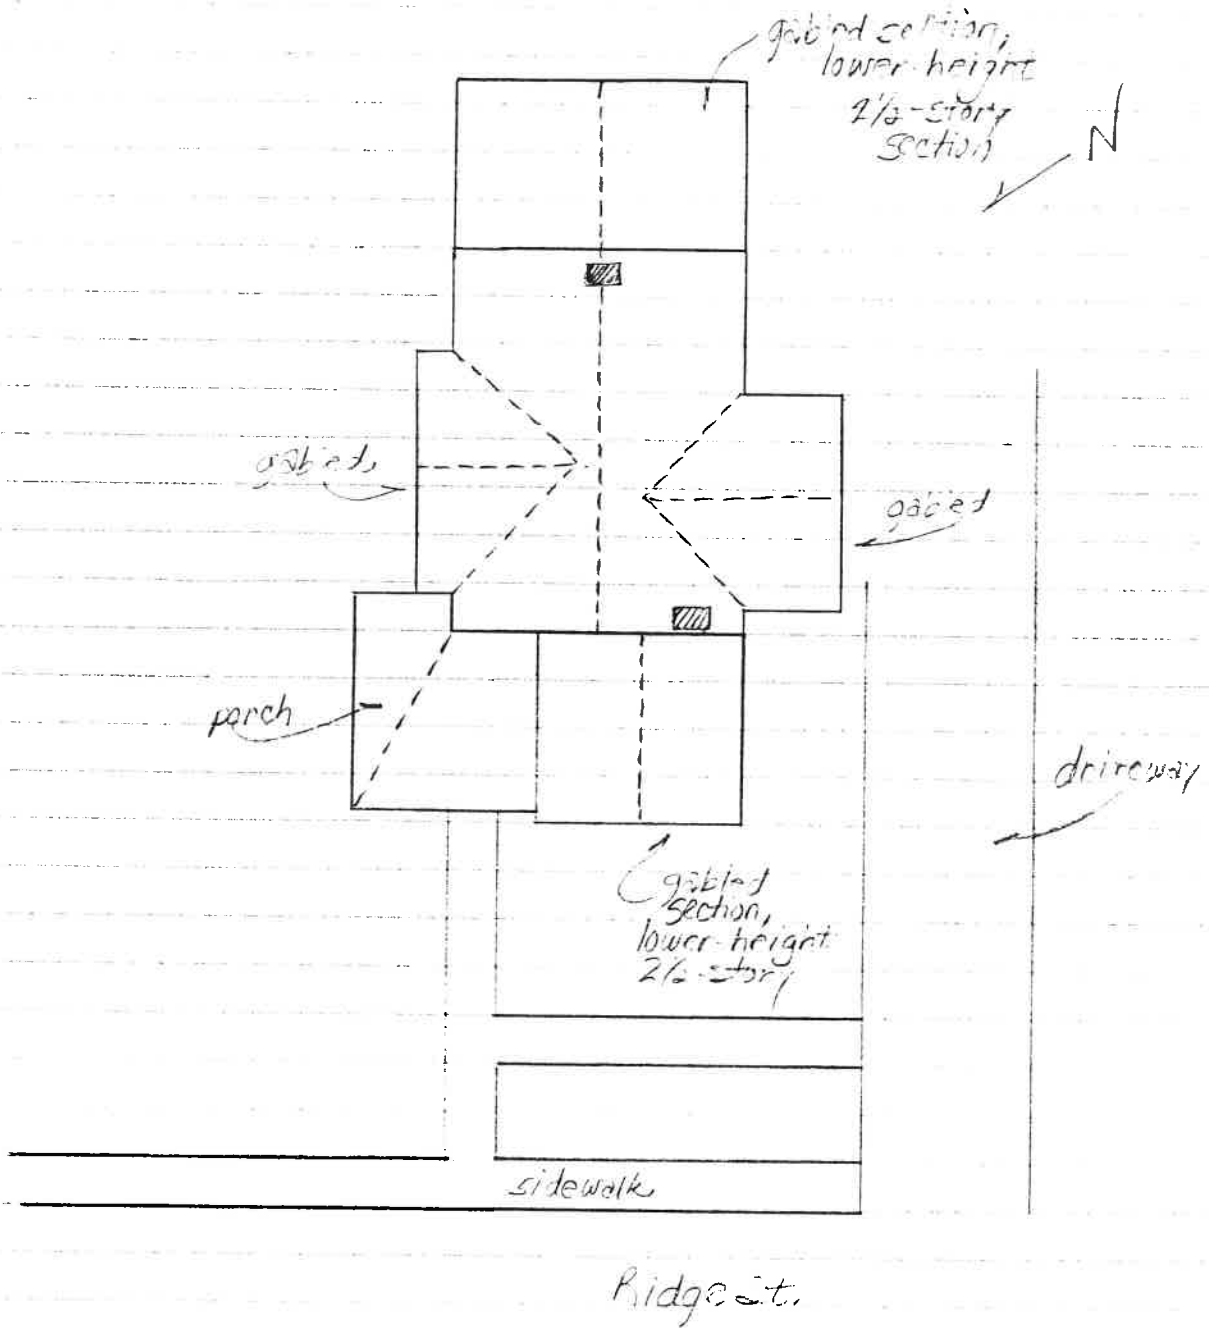 gabled section,
lower-height
2½-story
section
N
gabled
gabled
porch
driveway
gabled
section,
lower-height
2½-story
sidewalk
Ridge St.